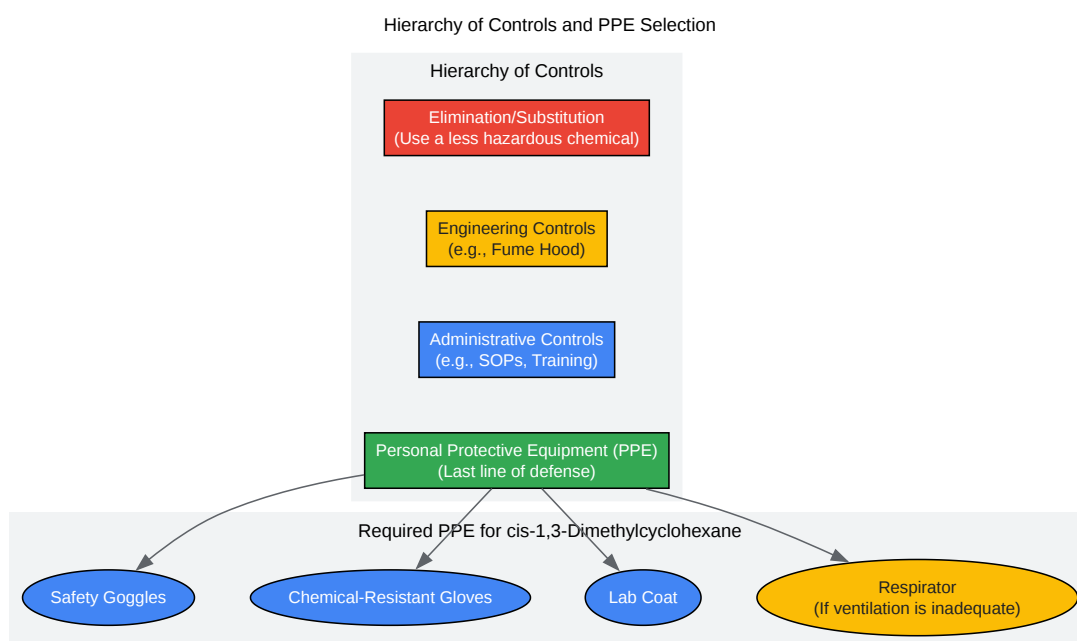 Hierarchy of Controls and PPE Selection
Hierarchy of Controls
Elimination/Substitution
(Use a less hazardous chemical)
Engineering Controls
(e.g., Fume Hood)
Administrative Controls
(e.g., SOPs, Training)
Personal Protective Equipment (PPE)
(Last line of defense)
Required PPE for cis-1,3-Dimethylcyclohexane
Safety Goggles
Chemical-Resistant Gloves
Lab Coat
Respirator
(If ventilation is inadequate)